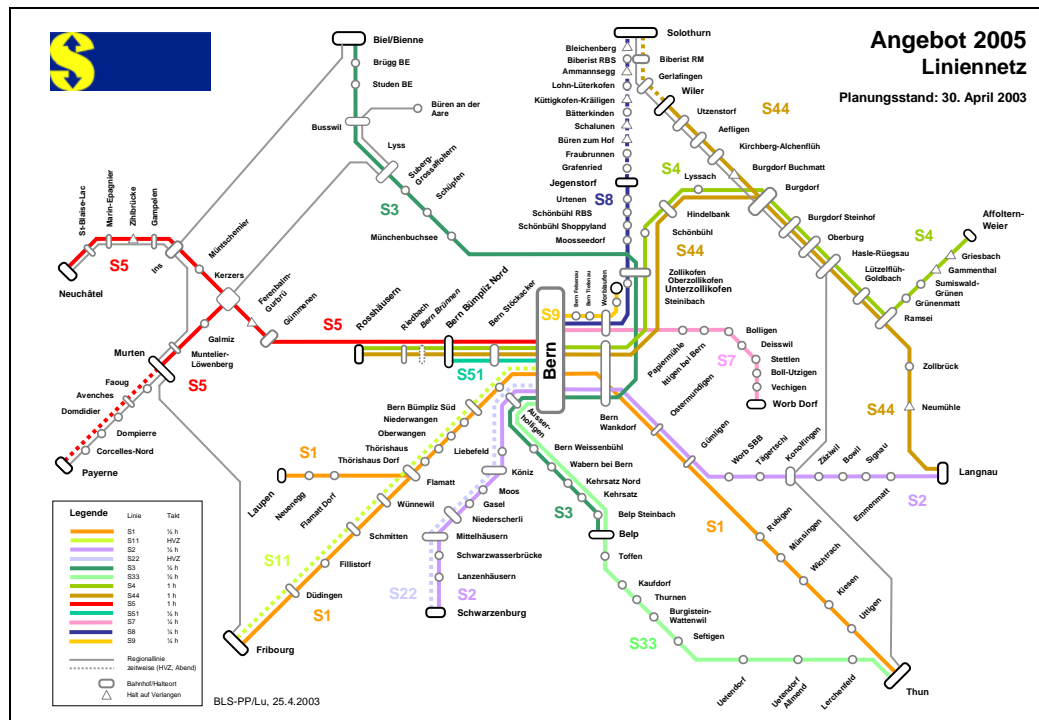 S
Angebot 2005
Liniennetz
Planungsstand: 30. April 2003
Biel/Bienne
Brügg BE
Studen BE
Büren an der
Aare
Busswil
Lyss
Suberg-
Grossaffoltern
Schüpfen
S3
Münchenbuchsee
Solothurn
Bleichenberg
Biberist RBS
Ammannsegg
Lohn-Lüterkofen
Küttigkofen-Kräiligen
Bätterkinden
Schalunen
Büren zum Hof
Fraubrunnen
Grafenried
Jegenstorf
S8
Urtenen
Schönbühl RBS
Schönbühl Shoppyland
Moosseedorf
Zollikofen
Oberzollikofen
Unterzollikofen
Steinibach
Biberist RM
Gerlafingen
Wiler
S44
Utzenstorf
Aefligen
Kirchberg-Alchenflüh
Burgdorf Buchmatt
S4
Lyssach
Burgdorf
Hindelbank
Schönbühl
S44
Burgdorf Steinhof
Oberburg
Hasle-Rüegsau
Lützelflüh-
Goldbach
Ramsei
S4
Affoltern-
Weier
Griesbach
Gammenthal
Sumiswald-
Grünen
Grünenmatt
Zollbrück
S44
Neumühle
Langnau
St-Blaise-Lac
Marin-Epagnier
Zihlbrücke
Gampelen
S5
Neuchâtel
Ins
Müntschemier
Kerzers
Ferenbalm-
Gurbrü
Gümmenen
Galmiz
Muntelier-
Löwenberg
Murten
S5
Faoug
Avenches
Domdidier
Dompierre
Corcelles-Nord
Payerne
S5
Rosshäusern
Riedbach
Bern Brünnen
Bern Bümpliz Nord
Bern Stöckacker
S51
Bern
S9
Bern Felsenau
Bern Tiefenau
Worblaufen
Papiermühle
Ittigen bei Bern
S7
Bolligen
Deisswil
Stettlen
Boll-Utzigen
Vechigen
Worb Dorf
Bern
Wankdorf
Ostermundigen
Gümligen
Worb SBB
Tägertschi
Konolfingen
Zäziwil
Bowil
Signau
Emmenmatt
S2
S1
Rubigen
Münsingen
Wichtrach
Kiesen
Uttigen
Thun
Ausser-
holligen
Bern Weissenbühl
Wabern bei Bern
Kehrsatz Nord
Kehrsatz
S3
Belp Steinbach
Belp
Toffen
Kaufdorf
Thurnen
Burgistein-
Wattenwil
Seftigen
S33
Uetendorf
Uetendorf
Allmend
Lerchenfeld
Bern Bümpliz Süd
Niederwangen
Oberwangen
Thörishaus
Thörishaus Dorf
Flamatt
S1
Laupen
Neuenegg
Flamatt Dorf
Wünnewil
Schmitten
Fillistorf
Düdingen
S11
S1
Fribourg
Liebefeld
Köniz
Moos
Gasel
Niederscherli
Mittelhäusern
Schwarzwasserbrücke
Lanzenhäusern
S22
S2
Schwarzenburg
Legende Linie Takt
S1 ½ h
S11 HVZ
S2 ½ h
S22 HVZ
S3 ½ h
S33 ½ h
S4 1 h
S44 1 h
S5 1 h
S51 ½ h
S7 ¼ h
S8 ¼ h
S9 ¼ h
Regionallinie
zeitweise (HVZ, Abend)
Bahnhof/Halteort
Halt auf Verlangen
BLS-PP/Lu, 25.4.2003